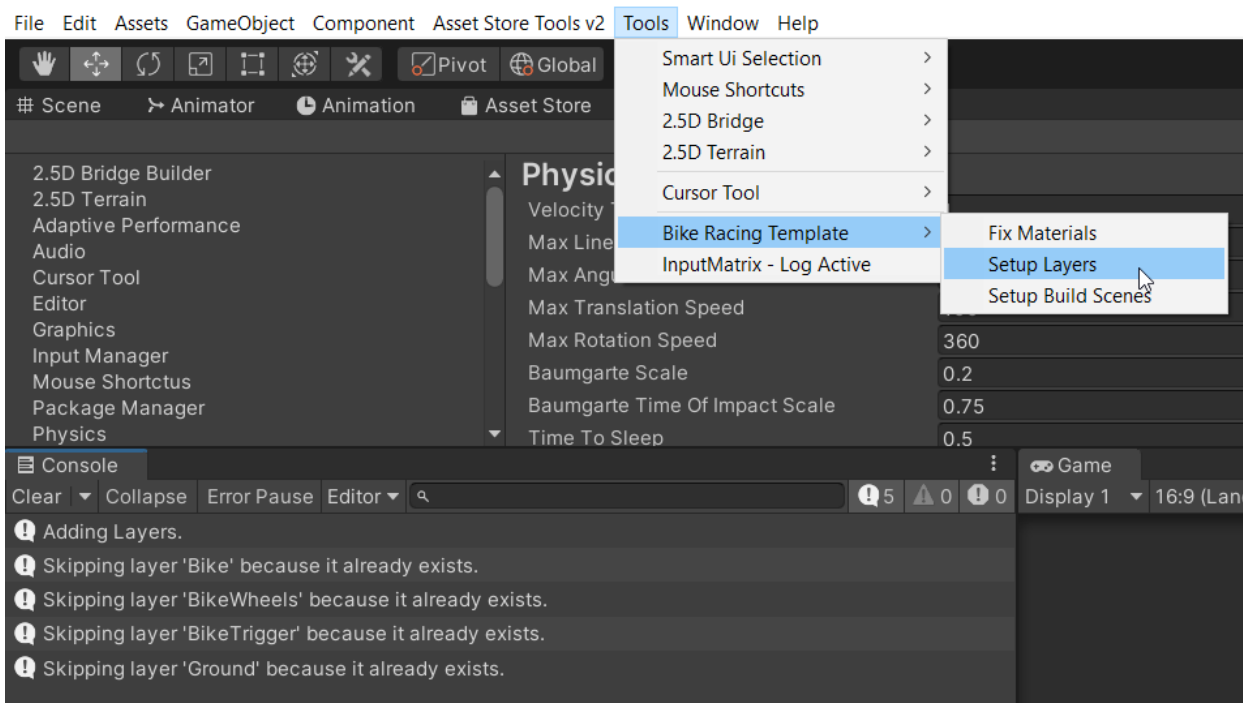 File Edit Assets GameObject Component Asset Store Tools v2 Tools Window Help
Pivot Global
Scene Animator Animation Asset Store
Smart Ui Selection
Mouse Shortcuts
2.5D Bridge
2.5D Terrain
Cursor Tool
Bike Racing Template
InputMatrix - Log Active
Fix Materials
Setup Layers
Setup Build Scenes
2.5D Bridge Builder
2.5D Terrain
Adaptive Performance
Audio
Cursor Tool
Editor
Graphics
Input Manager
Mouse Shortctus
Package Manager
Physics
Physic
Velocity
Max Line
Max Angu
Max Translation Speed
Max Rotation Speed 360
Baumgarte Scale 0.2
Baumgarte Time Of Impact Scale 0.75
Time To Sleep 0.5
Console
Clear Collapse Error Pause Editor 5 0 0
Adding Layers.
Skipping layer 'Bike' because it already exists.
Skipping layer 'BikeWheels' because it already exists.
Skipping layer 'BikeTrigger' because it already exists.
Skipping layer 'Ground' because it already exists.
Game
Display 1 16:9 (Lan